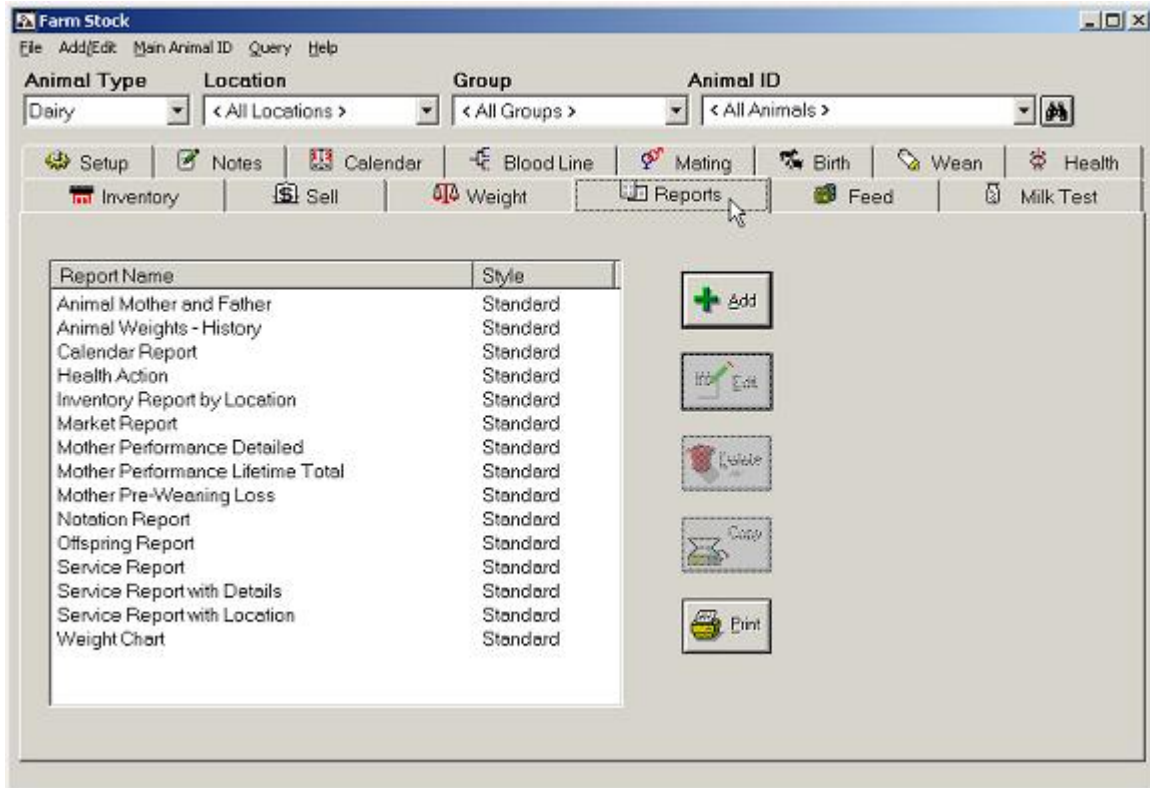 Farm Stock
File Add/Edit Main Animal ID Query Help
Animal Type Location Group Animal ID
Dairy < All Locations > < All Groups > < All Animals >
Setup Notes Calendar Blood Line Mating Birth Wean Health
Inventory Sell Weight Reports Feed Milk Test
Report Name Style
Animal Mother and Father Standard
Animal Weights - History Standard
Calendar Report Standard
Health Action Standard
Inventory Report by Location Standard
Market Report Standard
Mother Performance Detailed Standard
Mother Performance Lifetime Total Standard
Mother Pre-Weaning Loss Standard
Notation Report Standard
Offspring Report Standard
Service Report Standard
Service Report with Details Standard
Service Report with Location Standard
Weight Chart Standard
Add
Edit
Delete
Copy
Print